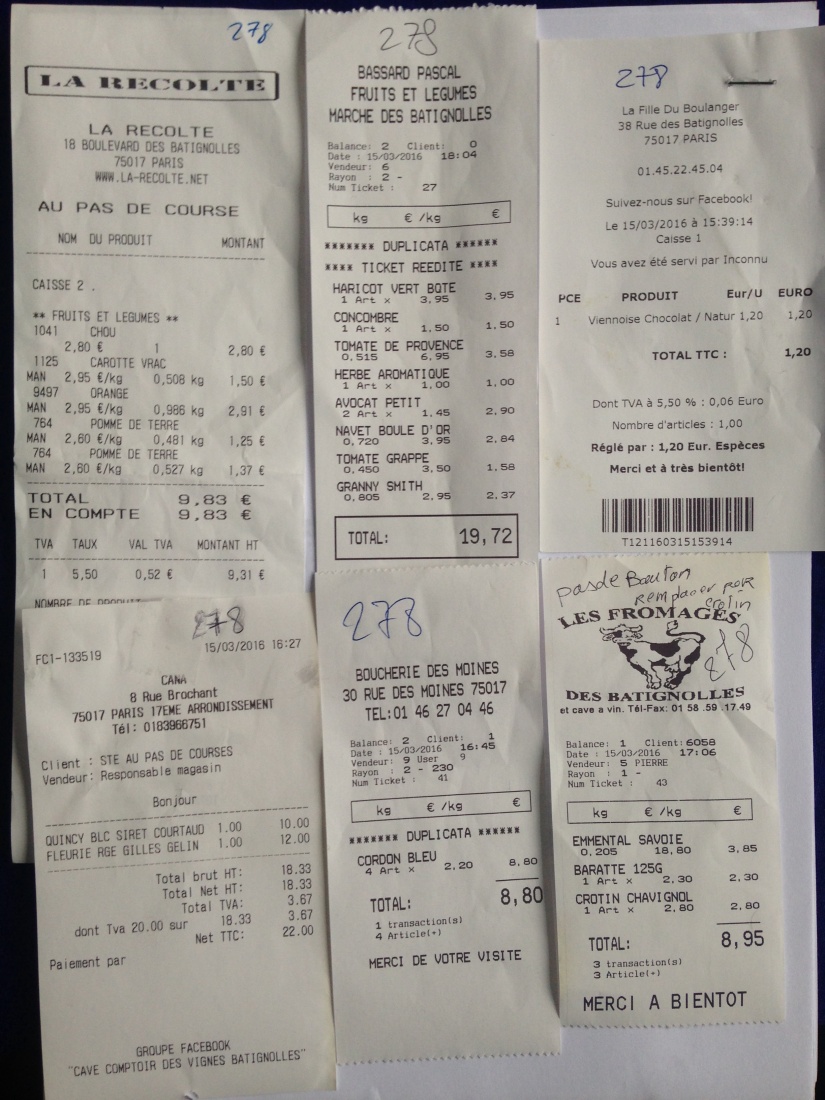 278
LA RECOLTE
LA RECOLTE
18 BOULEVARD DES BATIGNOLLES
75017 PARIS
WWW.LA-RECOLTE.NET
AU PAS DE COURSE
NOM DU PRODUIT MONTANT
CAISSE 2 .
** FRUITS ET LEGUMES **
1041 CHOU
2,80 € 1 2,80 €
1125 CAROTTE VRAC
MAN 2,95 €/kg 0,508 kg 1,50 €
9497 ORANGE
MAN 2,95 €/kg 0,986 kg 2,91 €
764 POMME DE TERRE
MAN 2,60 €/kg 0,481 kg 1,25 €
764 POMME DE TERRE
MAN 2,60 €/kg 0,527 kg 1,37 €
TOTAL 9,83 €
EN COMPTE 9,83 €
TVA TAUX VAL TVA MONTANT HT
1 5,50 0,52 € 9,31 €
278
BASSARD PASCAL
FRUITS ET LEGUMES
MARCHE DES BATIGNOLLES
Balance: 2 Client: 0
Date : 15/03/2016 18:04
Vendeur: 6
Rayon : 2 -
Num Ticket : 27
kg € /kg €
******* DUPLICATA ******
**** TICKET REEDITE ****
HARICOT VERT BOTE
1 Art x 3,95 3,95
CONCOMBRE
1 Art x 1,50 1,50
TOMATE DE PROVENCE
0,515 6,95 3,58
HERBE AROMATIQUE
1 Art x 1,00 1,00
AVOCAT PETIT
2 Art x 1,45 2,90
NAVET BOULE D'OR
0,720 3,95 2,84
TOMATE GRAPPE
0,450 3,50 1,58
GRANNY SMITH
0,805 2,95 2,37
TOTAL: 19,72
278
La Fille Du Boulanger
38 Rue des Batignolles
75017 PARIS
01.45.22.45.04
Suivez-nous sur Facebook!
Le 15/03/2016 à 15:39:14
Caisse 1
Vous avez été servi par Inconnu
PCE PRODUIT Eur/U EURO
1 Viennoise Chocolat / Natur 1,20 1,20
TOTAL TTC : 1,20
Dont TVA à 5,50 % : 0,06 Euro
Nombre d'articles : 1,00
Réglé par : 1,20 Eur. Espèces
Merci et à très bientôt!
T121160315153914
278
FC1-133519 15/03/2016 16:27
CANA
8 Rue Brochant
75017 PARIS 17EME ARRONDISSEMENT
Tél: 0183966751
Client : STE AU PAS DE COURSES
Vendeur: Responsable magasin
Bonjour
QUINCY BLC SIRET COURTAUD 1.00 10.00
FLEURIE RGE GILLES GELIN 1.00 12.00
Total brut HT: 18.33
Total Net HT: 18.33
Total TVA: 3.67
dont Tva 20.00 sur 18.33 3.67
Net TTC: 22.00
Paiement par
GROUPE FACEBOOK
"CAVE COMPTOIR DES VIGNES BATIGNOLLES"
278
BOUCHERIE DES MOINES
30 RUE DES MOINES 75017
TEL:01 46 27 04 46
Balance: 2 Client: 1
Date : 15/03/2016 16:45
Vendeur: 9 User 9
Rayon : 2 - 230
Num Ticket : 41
kg € /kg €
******* DUPLICATA ******
CORDON BLEU
4 Art x 2,20 8,80
TOTAL: 8,80
1 transaction(s)
4 Article(+)
MERCI DE VOTRE VISITE
pas de Bouton
remplacer par
crotin
LES FROMAGES
278
DES BATIGNOLLES
et cave a vin. Tél-Fax: 01 58 .59 .17.49
Balance: 1 Client: 6058
Date : 15/03/2016 17:06
Vendeur: 5 PIERRE
Rayon : 1 -
Num Ticket : 43
kg € /kg €
EMMENTAL SAVOIE
0,205 18,80 3,85
BARATTE 125G
1 Art x 2,30 2,30
CROTIN CHAVIGNOL
1 Art x 2,80 2,80
TOTAL: 8,95
3 transaction(s)
3 Article(+)
MERCI A BIENTOT